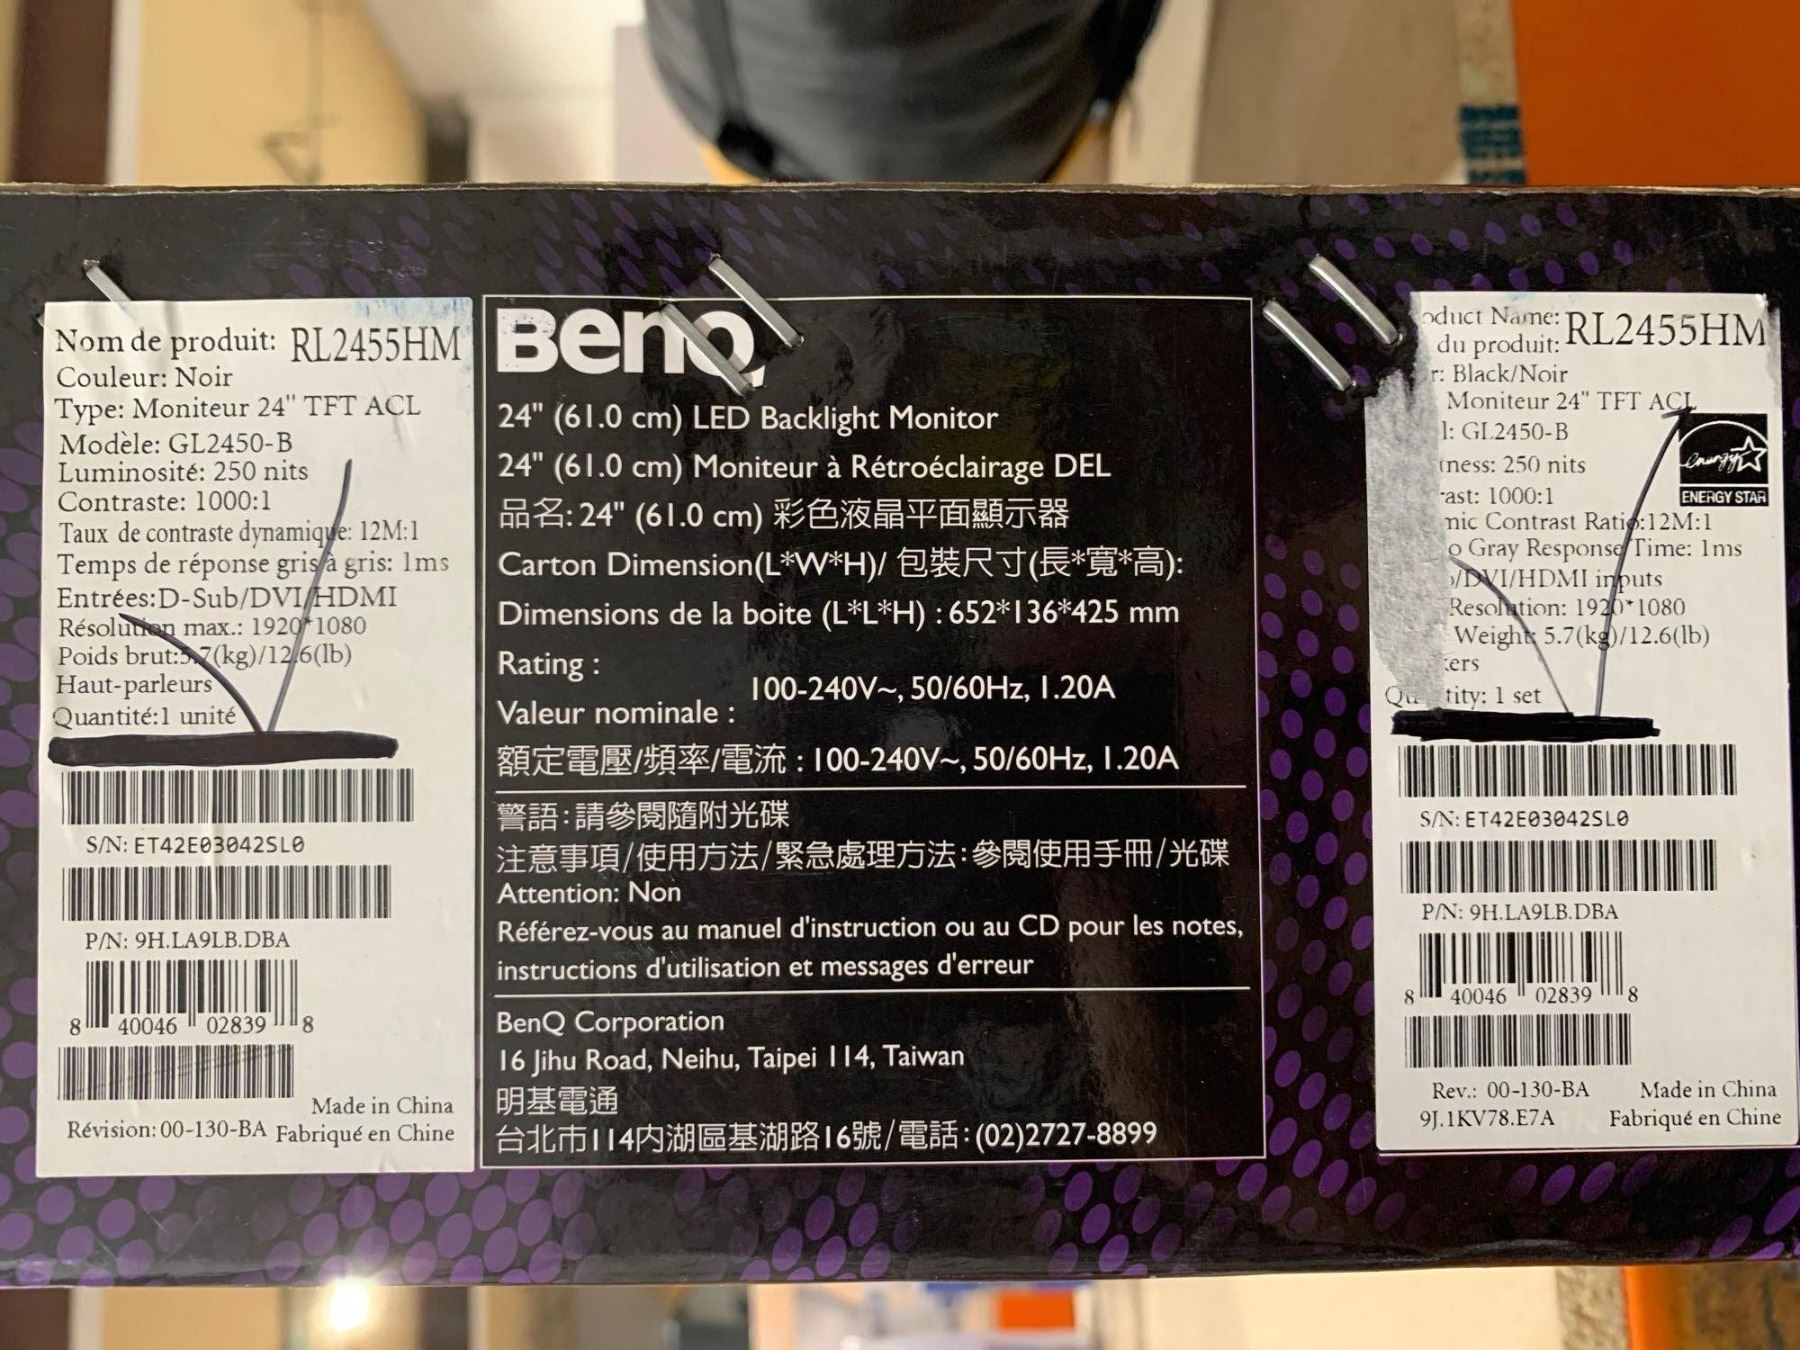 Nom de produit: RL2455HM
Couleur: Noir
Type: Moniteur 24" TFT ACL
Modèle: GL2450-B
Luminosité: 250 nits
Contraste: 1000:1
Taux de contraste dynamique: 12M:1
Temps de réponse gris à gris: 1ms
Entrées:D-Sub/DVI/HDMI
Résolution max.: 1920*1080
Poids brut:5.7(kg)/12.6(lb)
Haut-parleurs
Quantité:1 unité
S/N: ET42E03042SL0
P/N: 9H.LA9LB.DBA
8 40046 02839 8
Made in China
Révision: 00-130-BA Fabriqué en Chine
BenQ
24" (61.0 cm) LED Backlight Monitor
24" (61.0 cm) Moniteur à Rétroéclairage DEL
品名: 24" (61.0 cm) 彩色液晶平面顯示器
Carton Dimension(L*W*H)/ 包裝尺寸(長*寬*高):
Dimensions de la boite (L*L*H) : 652*136*425 mm
Rating :
100-240V~, 50/60Hz, 1.20A
Valeur nominale :
額定電壓/頻率/電流 : 100-240V~, 50/60Hz, 1.20A
警語:請參閱隨附光碟
注意事項/使用方法/緊急處理方法:參閱使用手冊/光碟
Attention: Non
Référez-vous au manuel d'instruction ou au CD pour les notes,
instructions d'utilisation et messages d'erreur
BenQ Corporation
16 Jihu Road, Neihu, Taipei 114, Taiwan
明基電通
台北市114內湖區基湖路16號/電話:(02)2727-8899
oduct Name: RL2455HM
du produit:
r: Black/Noir
Moniteur 24" TFT ACL
l: GL2450-B
tness: 250 nits
rast: 1000:1
mic Contrast Ratio:12M:1
o Gray Response Time: 1ms
/DVI/HDMI inputs
Resolution: 1920*1080
Weight: 5.7(kg)/12.6(lb)
kers
Qu tity: 1 set
energy
ENERGY STAR
S/N: ET42E03042SL0
P/N: 9H.LA9LB.DBA
8 40046 02839 8
Rev.: 00-130-BA Made in China
9J.1KV78.E7A Fabriqué en Chine